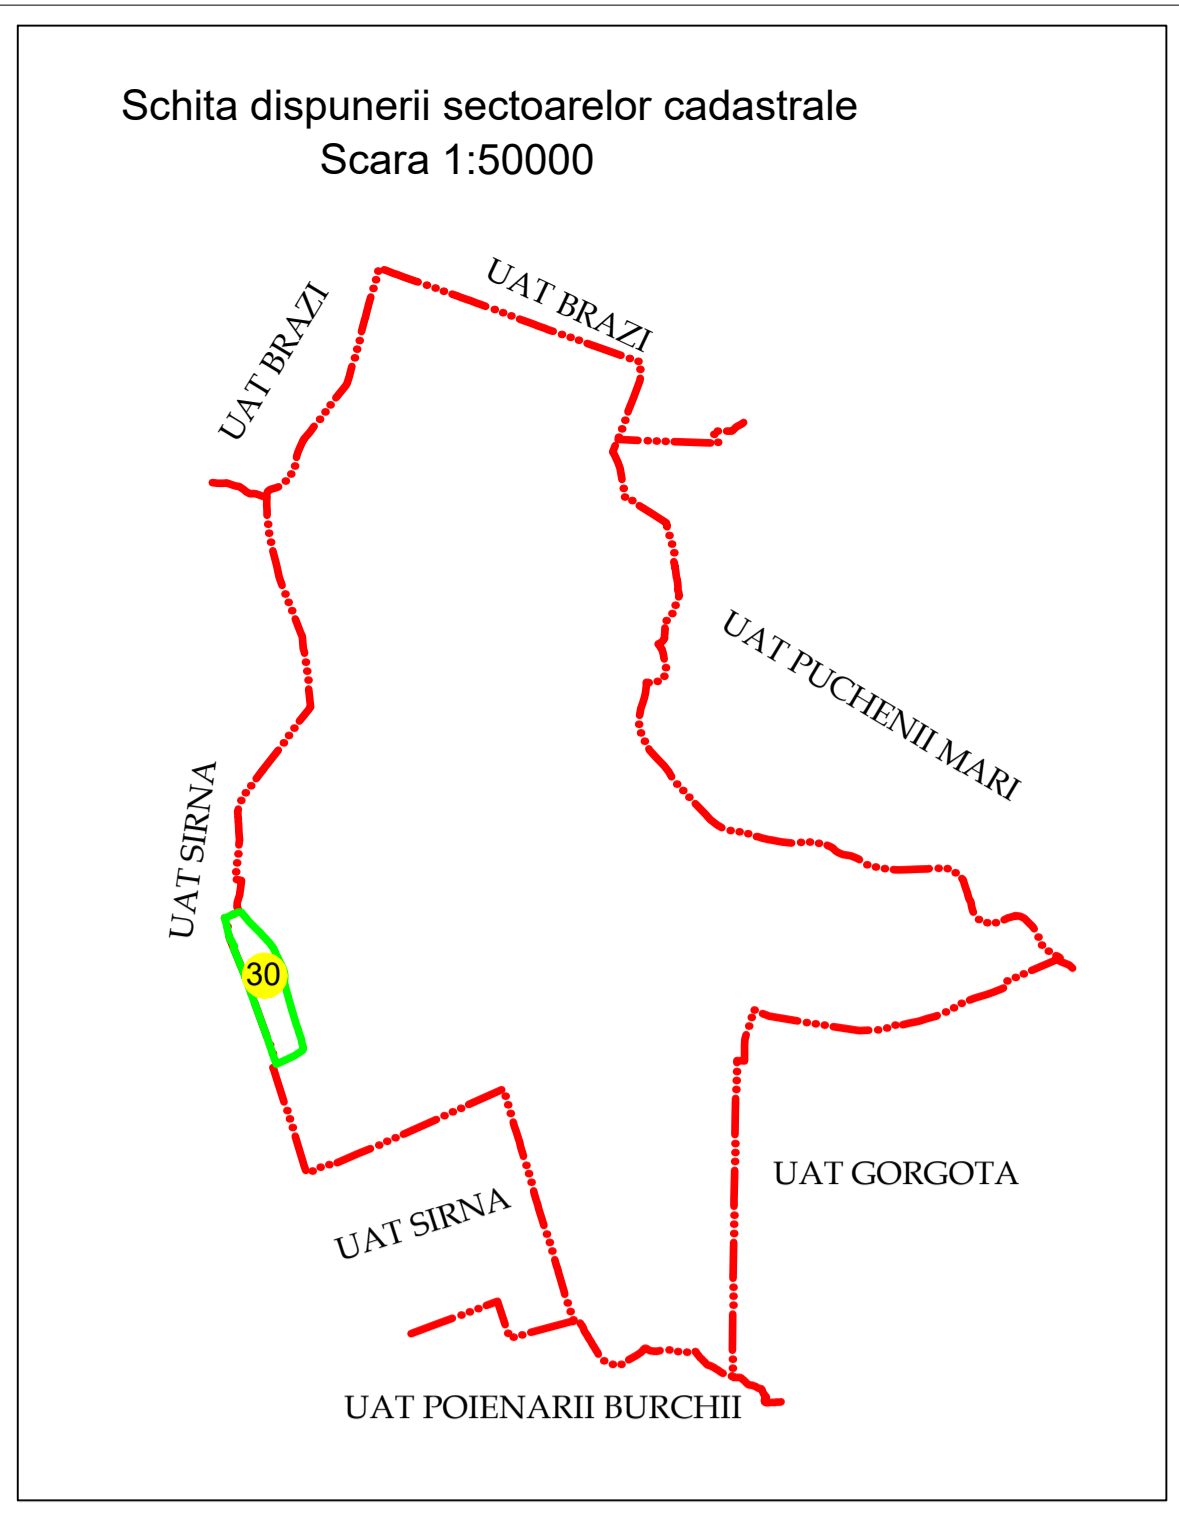 Schita dispunerii sectoarelor cadastrale
Scara 1:50000
UAT BRAZI
UAT BRAZI
UAT PUCHENII MARI
UAT SIRNA
30
UAT GORGOTA
UAT SIRNA
UAT POIENARII BURCHII